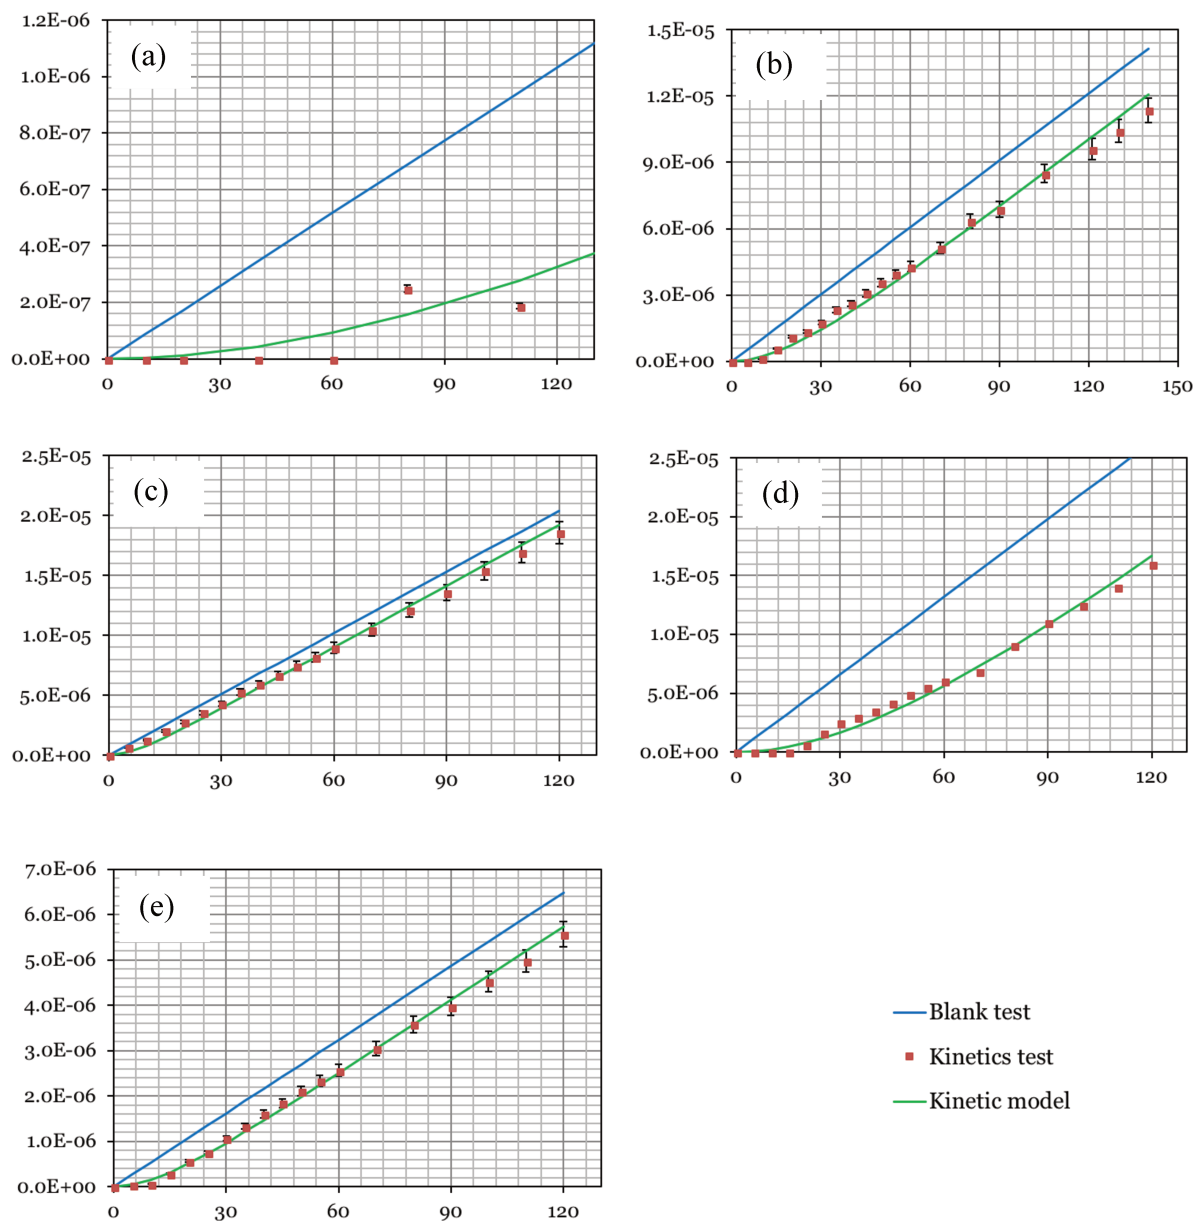 (a)
1.2E-06
1.0E-06
8.0E-07
6.0E-07
4.0E-07
2.0E-07
0.0E+00
0 30 60 90 120
(b)
1.5E-05
1.2E-05
9.0E-06
6.0E-06
3.0E-06
0.0E+00
0 30 60 90 120 150
(c)
2.5E-05
2.0E-05
1.5E-05
1.0E-05
5.0E-06
0.0E+00
0 30 60 90 120
(d)
2.5E-05
2.0E-05
1.5E-05
1.0E-05
5.0E-06
0.0E+00
0 30 60 90 120
(e)
7.0E-06
6.0E-06
5.0E-06
4.0E-06
3.0E-06
2.0E-06
1.0E-06
0.0E+00
0 30 60 90 120
Blank test
Kinetics test
Kinetic model